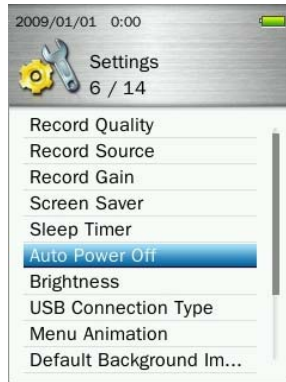 2009/01/01 0:00
Settings
6 / 14
Record Quality
Record Source
Record Gain
Screen Saver
Sleep Timer
Auto Power Off
Brightness
USB Connection Type
Menu Animation
Default Background Im...